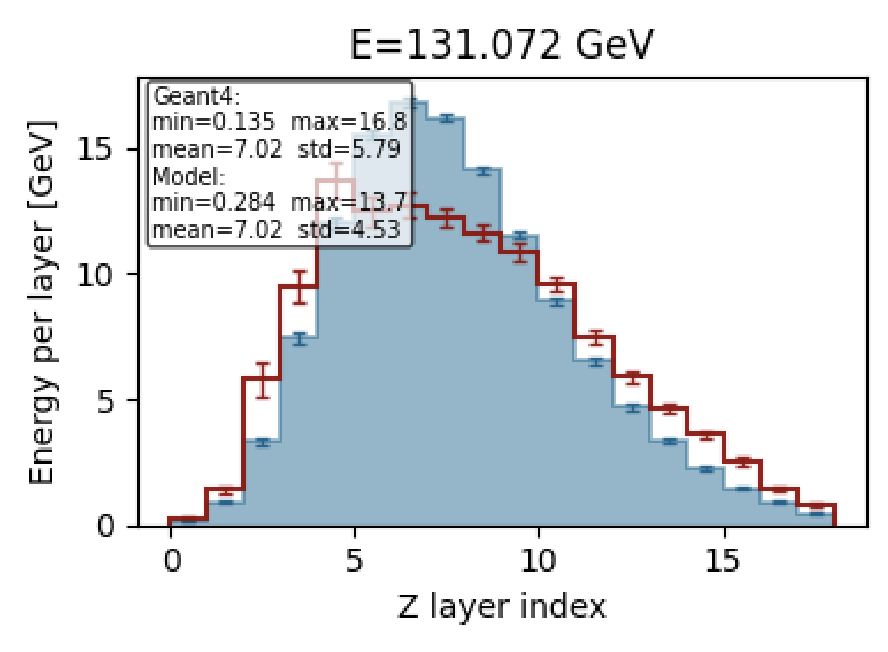 E=131.072 GeV
Geant4:
min=0.135 max=16.8
mean=7.02 std=5.79
Model:
min=0.284 max=13.7
mean=7.02 std=4.53
Energy per layer [GeV]
15
10
5
0
0 5 10 15
Z layer index